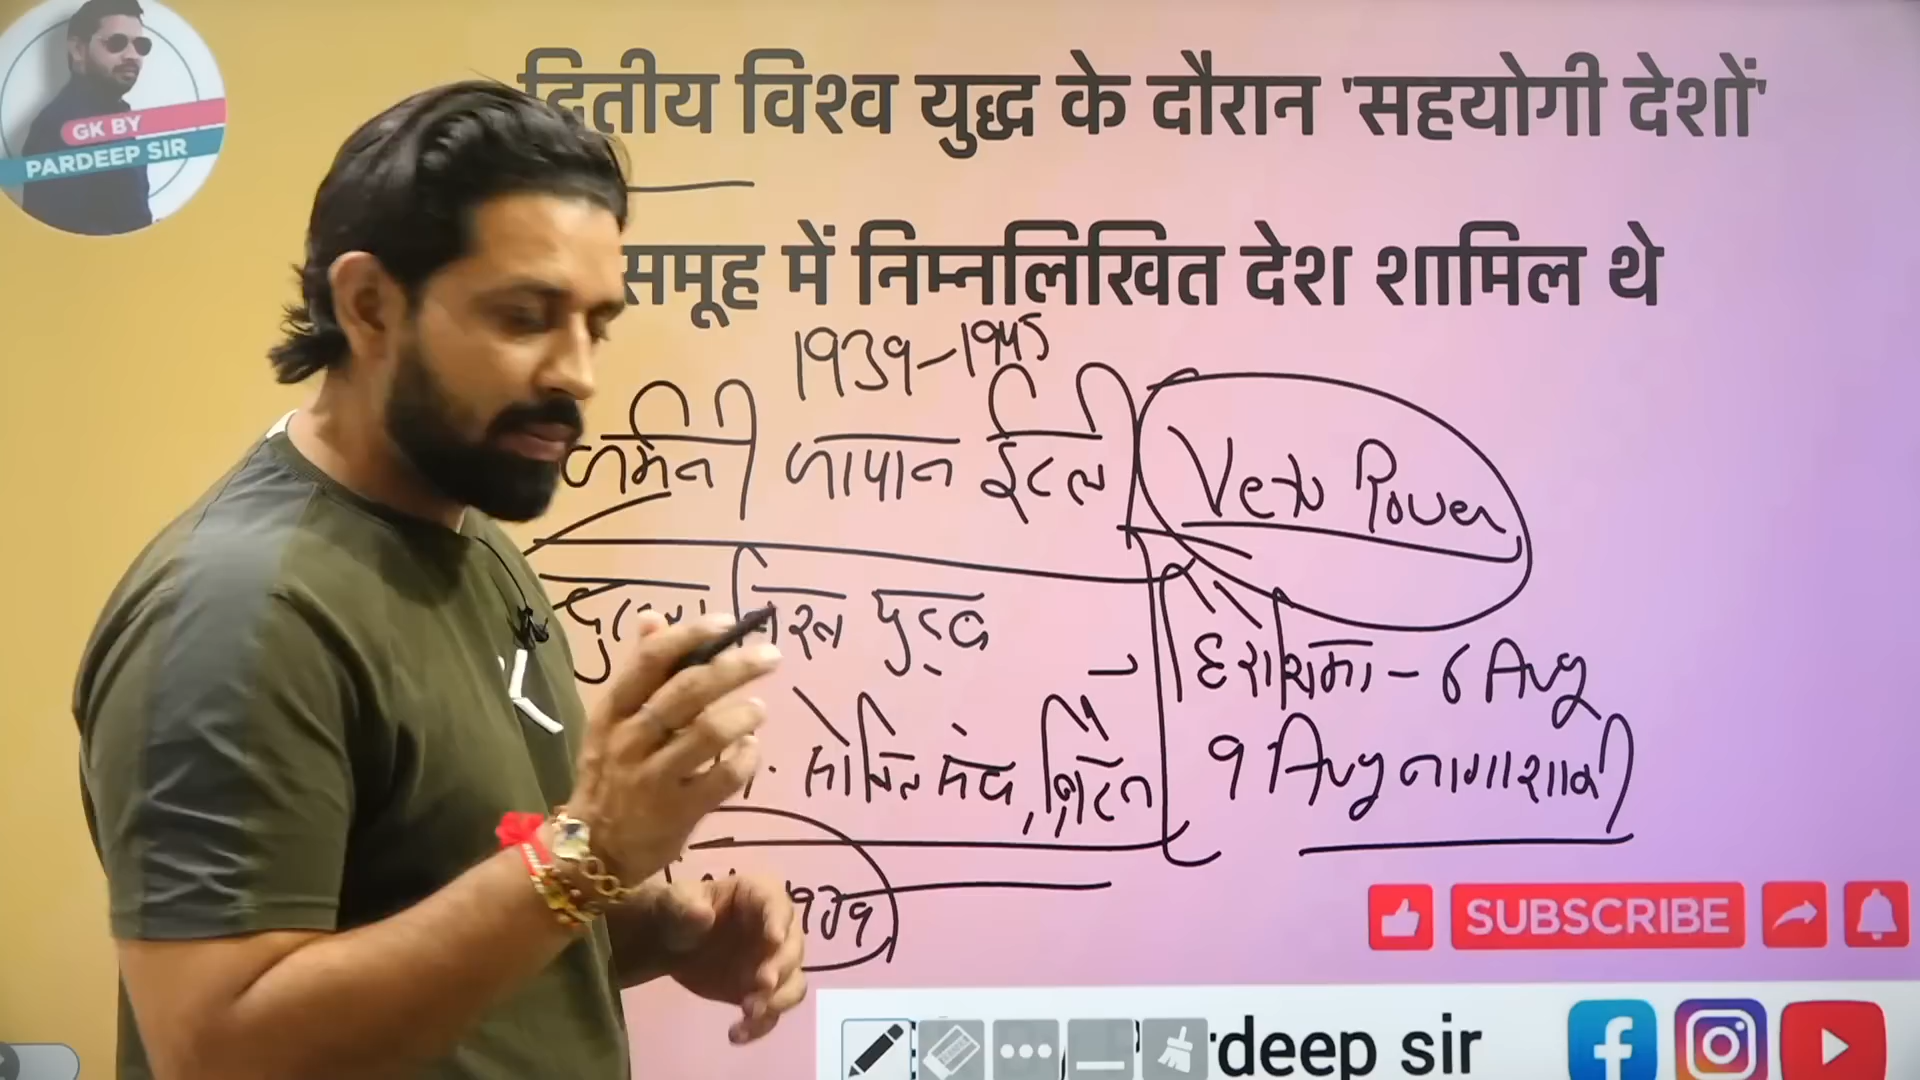 GK BY
PARDEEP SIR
द्वितीय विश्व युद्ध के दौरान 'सहयोगी देशों'
समूह में निम्नलिखित देश शामिल थे
1939-1945
जर्मनी जापान ईटली
Veto Power
युद्ध
6 Aug
सोवियत संघ, ब्रिटेन
9 Aug नागाशाकी
SUBSCRIBE
rdeep sir